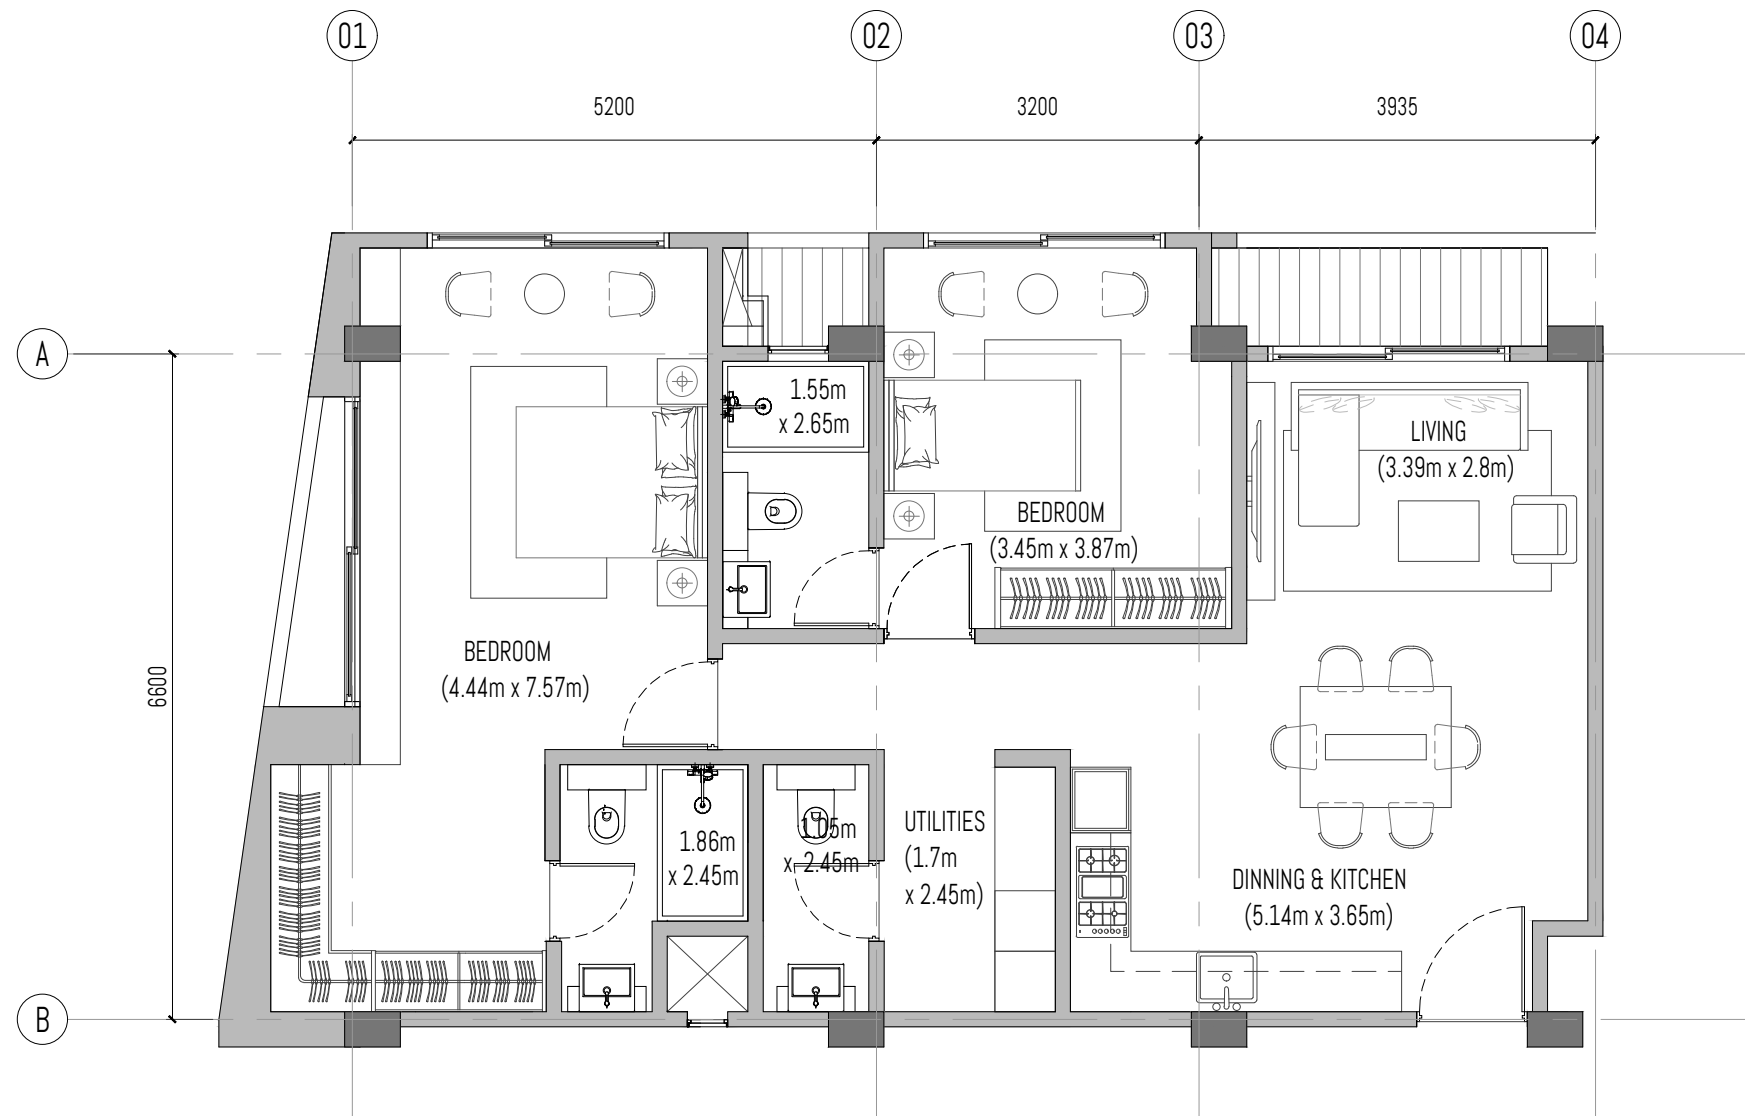 01
02
03
04
5200
3200
3935
A
6600
B
1.55m
x 2.65m
LIVING
(3.39m x 2.8m)
BEDROOM
(3.45m x 3.87m)
BEDROOM
(4.44m x 7.57m)
1.86m
x 2.45m
1.05m
x 2.45m
UTILITIES
(1.7m
x 2.45m)
DINNING & KITCHEN
(5.14m x 3.65m)